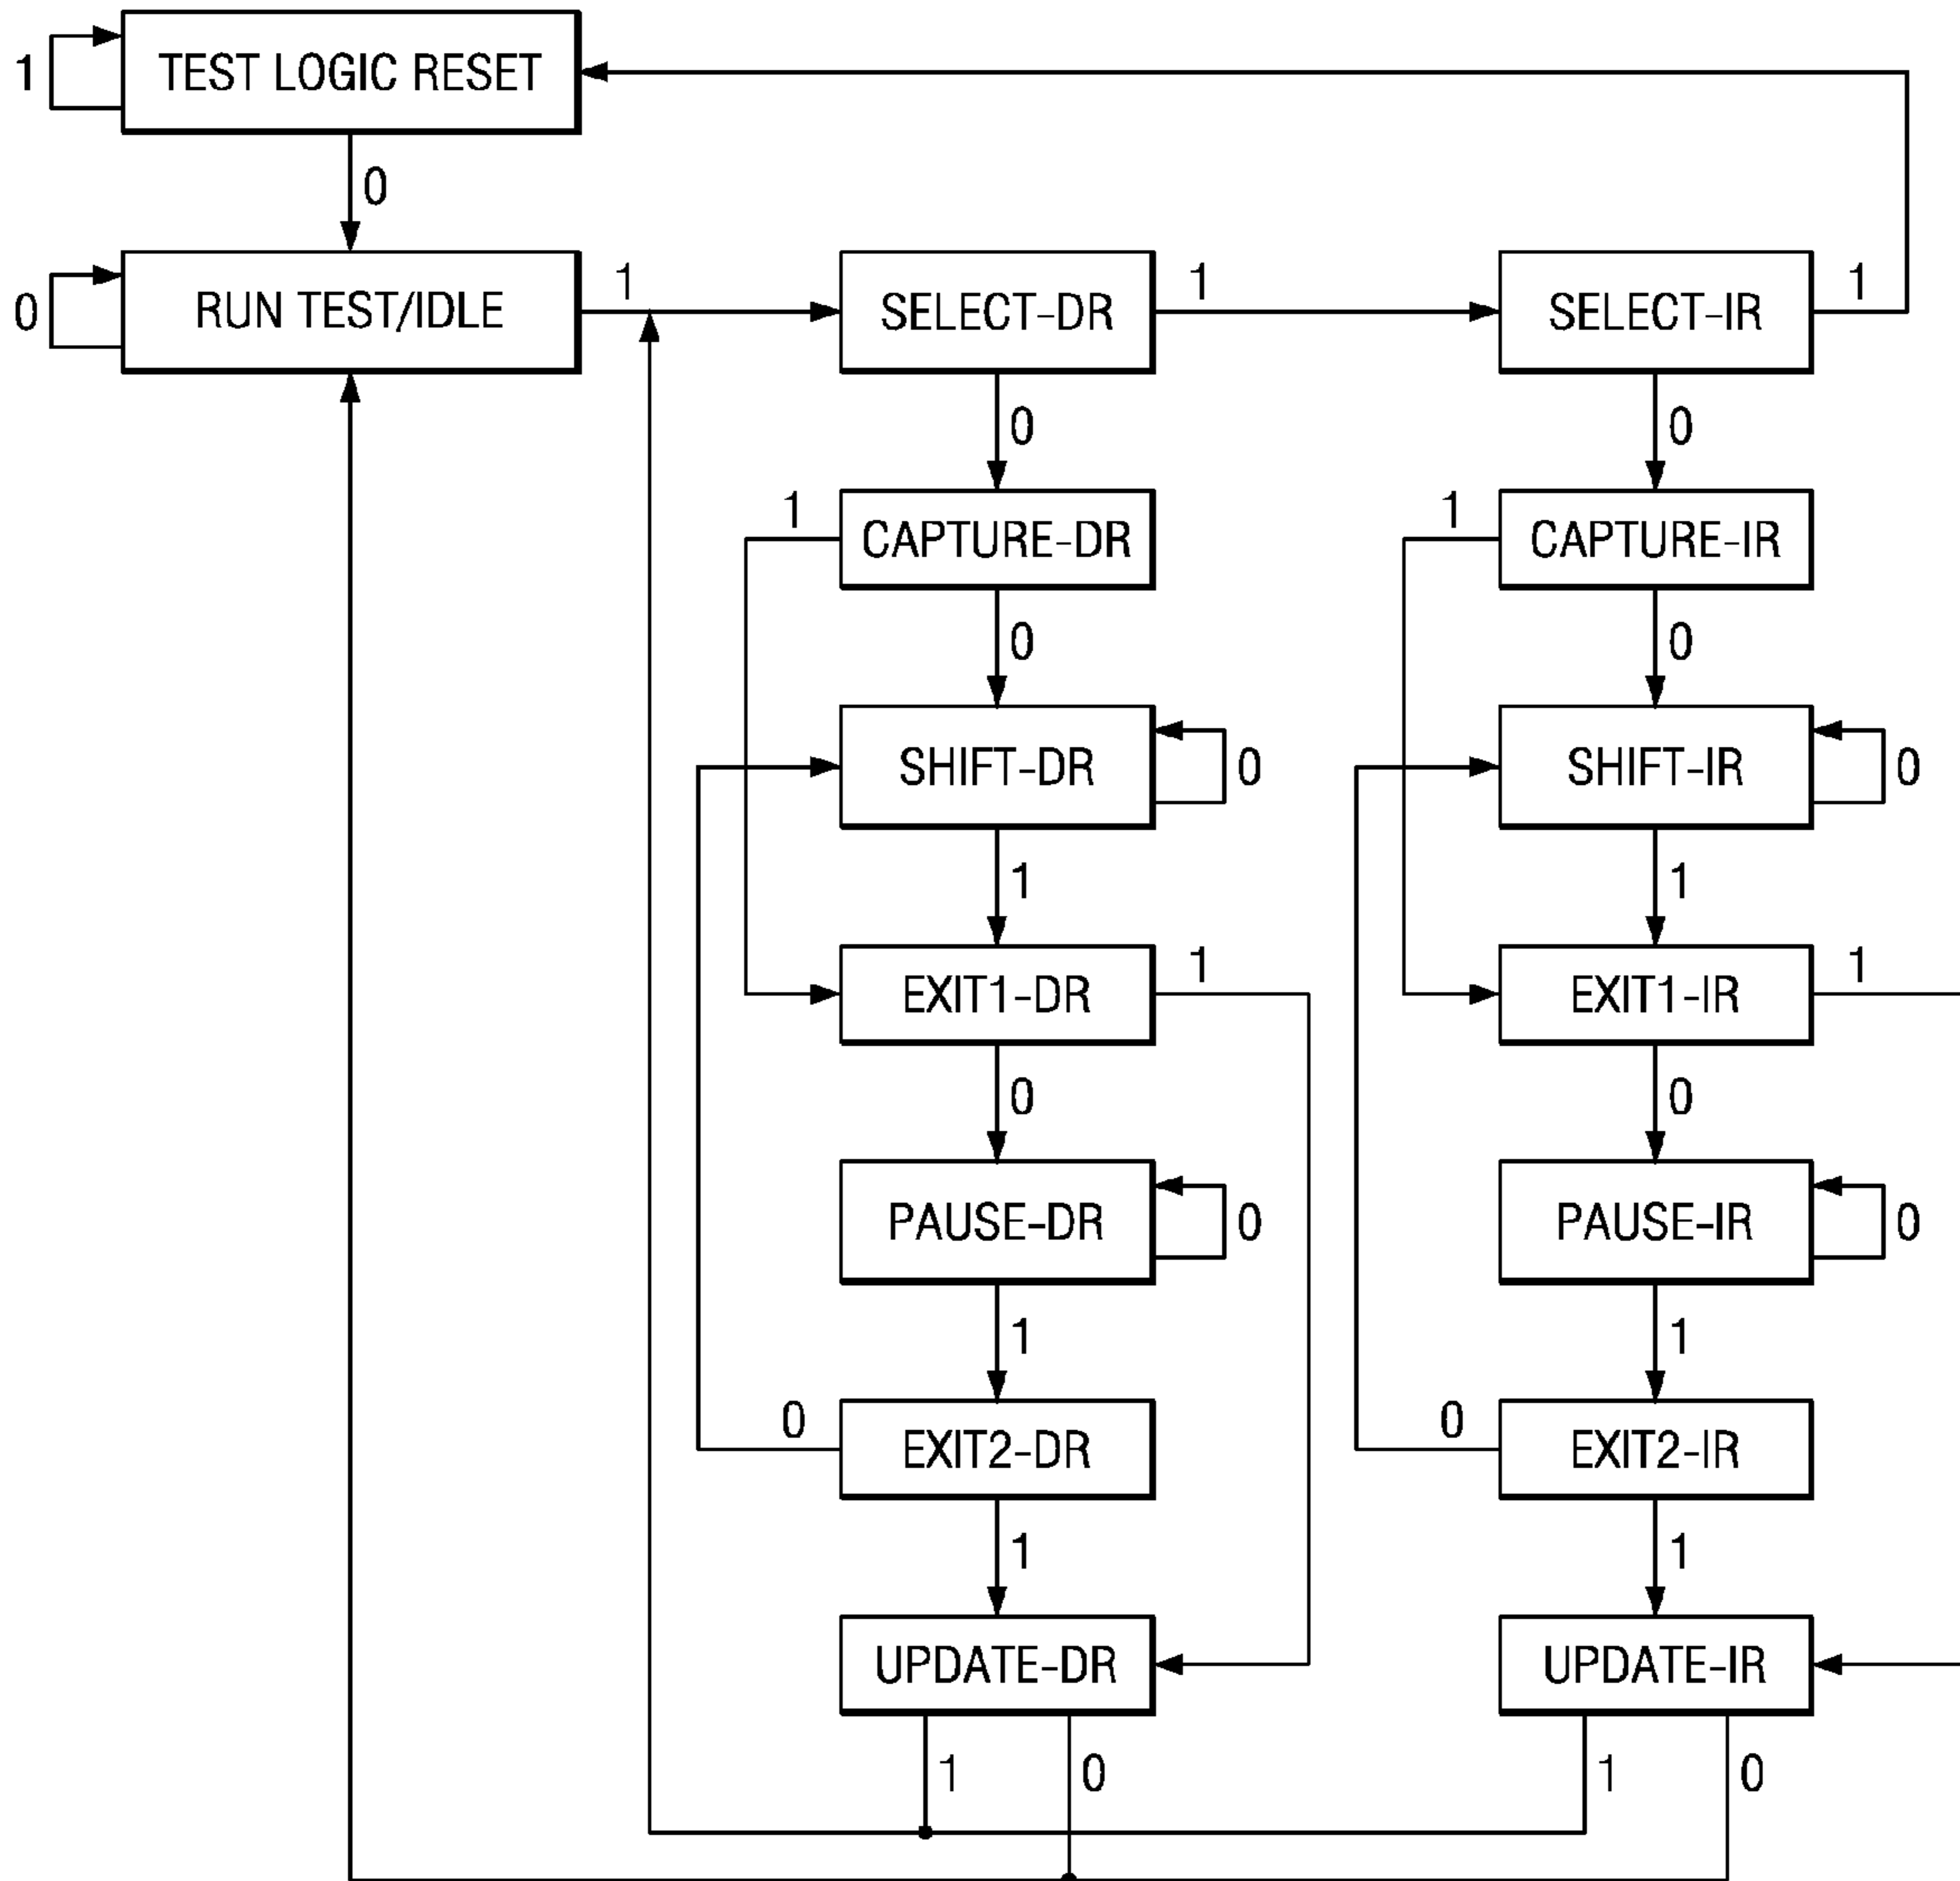 1 TEST LOGIC RESET
0
0 RUN TEST/IDLE 1 SELECT-DR 1 SELECT-IR 1
0 0
1 CAPTURE-DR 1 CAPTURE-IR
0 0
SHIFT-DR 0 SHIFT-IR 0
1 1
EXIT1-DR 1 EXIT1-IR 1
0 0
PAUSE-DR 0 PAUSE-IR 0
1 1
0 EXIT2-DR 0 EXIT2-IR
1 1
UPDATE-DR UPDATE-IR
1 0 1 0